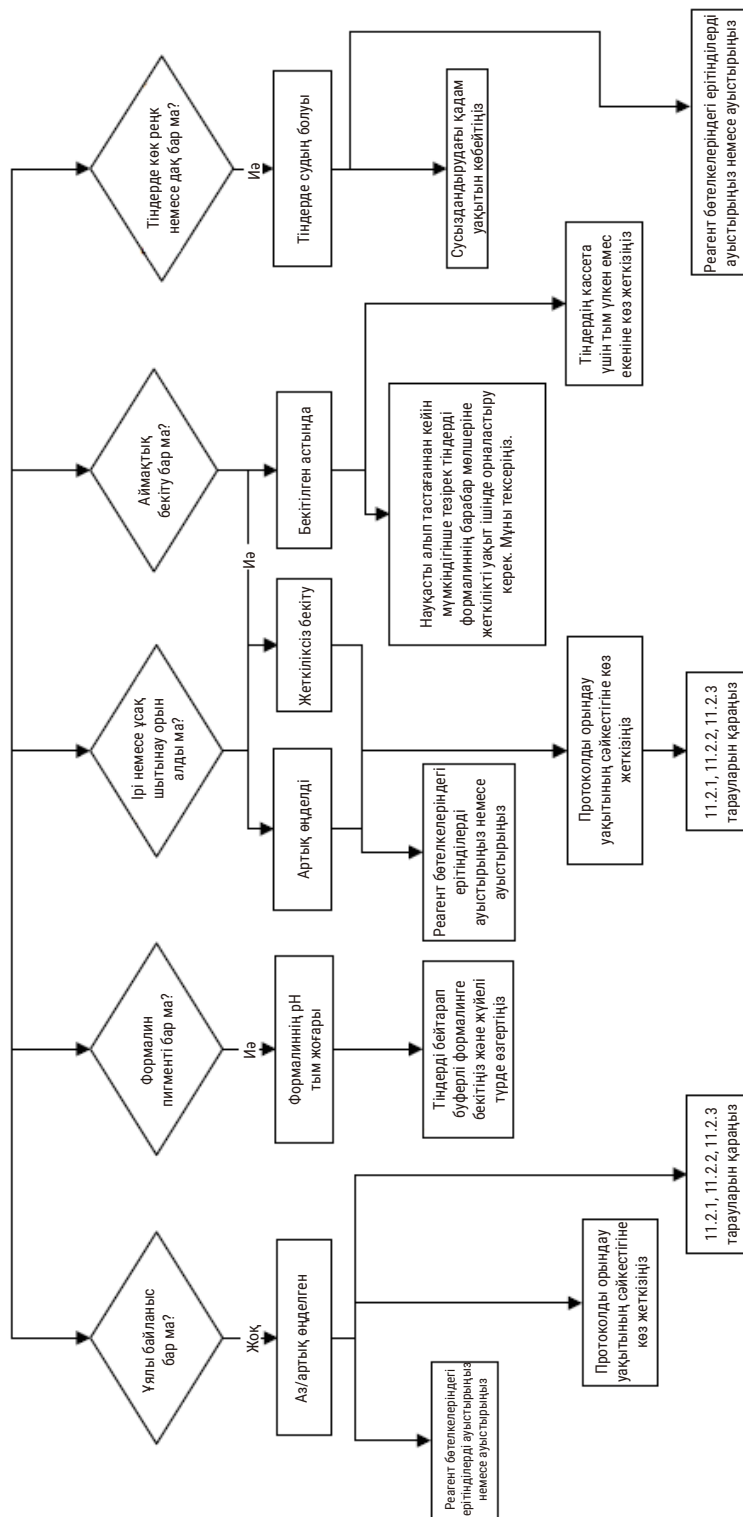 Ұялы байланыс
бар ма?
Жоқ
Аз/артық өңделген
Реагент бөтелкелеріндегі
ерітінділерді ауыстырыңыз
немесе ауыстырыңыз
Протоколды орындау
уақытының сәйкестігіне
көз жеткізіңіз
11.2.1, 11.2.2, 11.2.3
тарауларын қараңыз
Формалин
пигменті бар ма?
Иә
Формалиннің pH
тым жоғары
Тіндерді бейтарап
буферлі формалинге
бекітіңіз және жүйелі
түрде өзгертіңіз
Ірі немесе ұсақ
шытынау орын
алды ма?
Артық өңделді
Жеткіліксіз бекіту
Реагент бөтелкелеріндегі
ерітінділерді
ауыстырыңыз немесе
ауыстырыңыз
Протоколды орындау
уақытының сәйкестігіне көз
жеткізіңіз
11.2.1, 11.2.2, 11.2.3
тарауларын қараңыз
Аймақтық
бекіту бар ма?
Иә
Бекітілген астында
Науқасты алып тастағаннан кейін
мүмкіндігінше тезірек тіндерді
формалиннің барабар мөлшеріне
жеткілікті уақыт ішінде орналастыру
керек. Мұны тексеріңіз.
Тіндердің кассета
үшін тым үлкен емес
екеніне көз жеткізіңіз
Тіндерде көк реңк
немесе дақ бар ма?
Иә
Тіндерде судың болуы
Сусыздандырудағы қадам
уақытын көбейтіңіз
Реагент бөтелкелеріндегі ерітінділерді
ауыстырыңыз немесе ауыстырыңыз